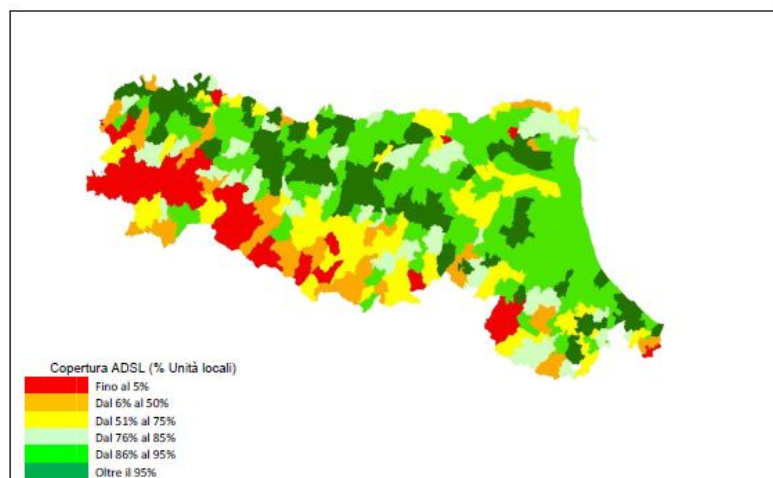 Copertura ADSL (% Unità locali)
Fino al 5%
Dal 6% al 50%
Dal 51% al 75%
Dal 76% al 85%
Dal 86% al 95%
Oltre il 95%